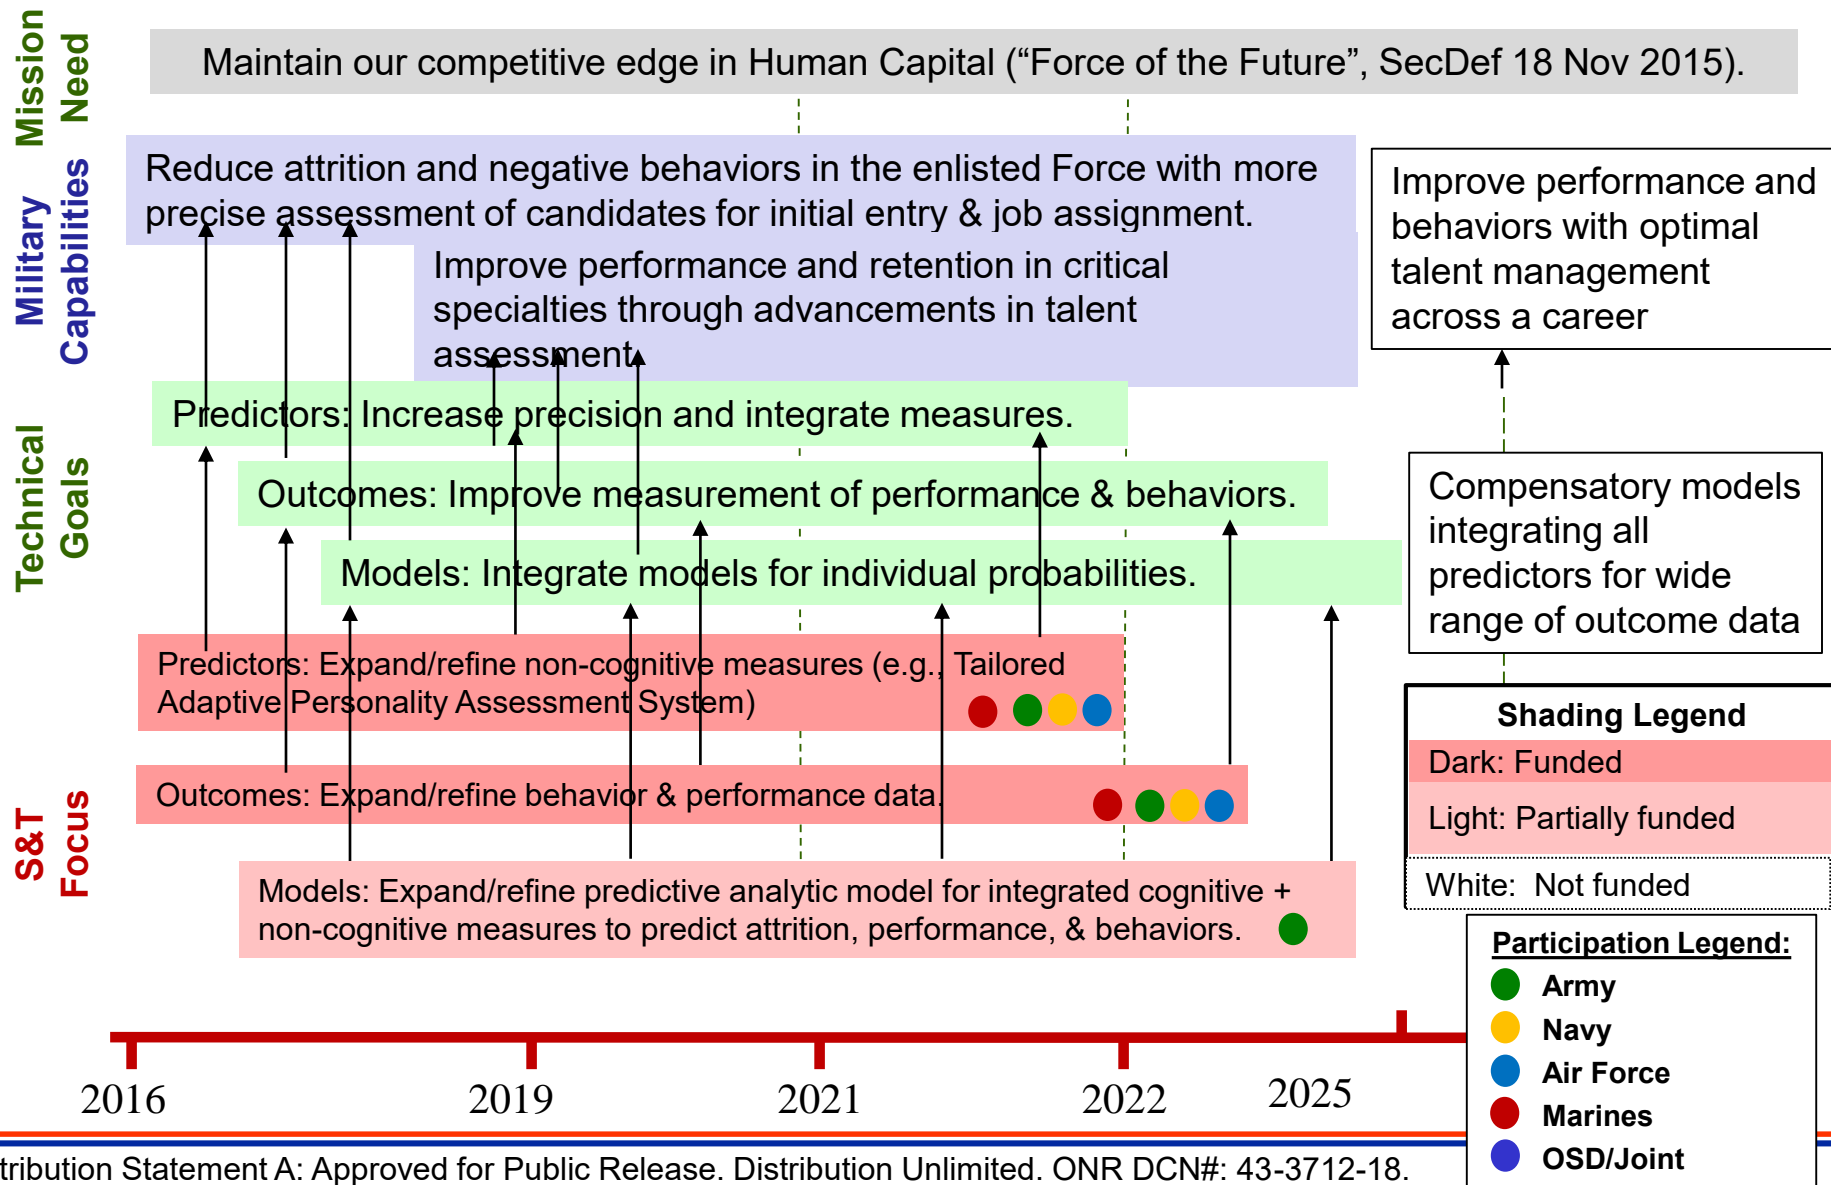 Mission
Need
Maintain our competitive edge in Human Capital (“Force of the Future”, SecDef 18 Nov 2015).
Military
Capabilities
Reduce attrition and negative behaviors in the enlisted Force with more
precise assessment of candidates for initial entry & job assignment.
Improve performance and retention in critical
specialties through advancements in talent
assessment.
Improve performance and
behaviors with optimal
talent management
across a career
Technical
Goals
Predictors: Increase precision and integrate measures.
Outcomes: Improve measurement of performance & behaviors.
Models: Integrate models for individual probabilities.
Compensatory models
integrating all
predictors for wide
range of outcome data
S&T
Focus
Predictors: Expand/refine non-cognitive measures (e.g., Tailored
Adaptive Personality Assessment System)
Outcomes: Expand/refine behavior & performance data.
Models: Expand/refine predictive analytic model for integrated cognitive +
non-cognitive measures to predict attrition, performance, & behaviors.
Shading Legend
Dark: Funded
Light: Partially funded
White: Not funded
Participation Legend:
Army
Navy
Air Force
Marines
OSD/Joint
2016
2019
2021
2022
2025
tribution Statement A: Approved for Public Release. Distribution Unlimited. ONR DCN#: 43-3712-18.